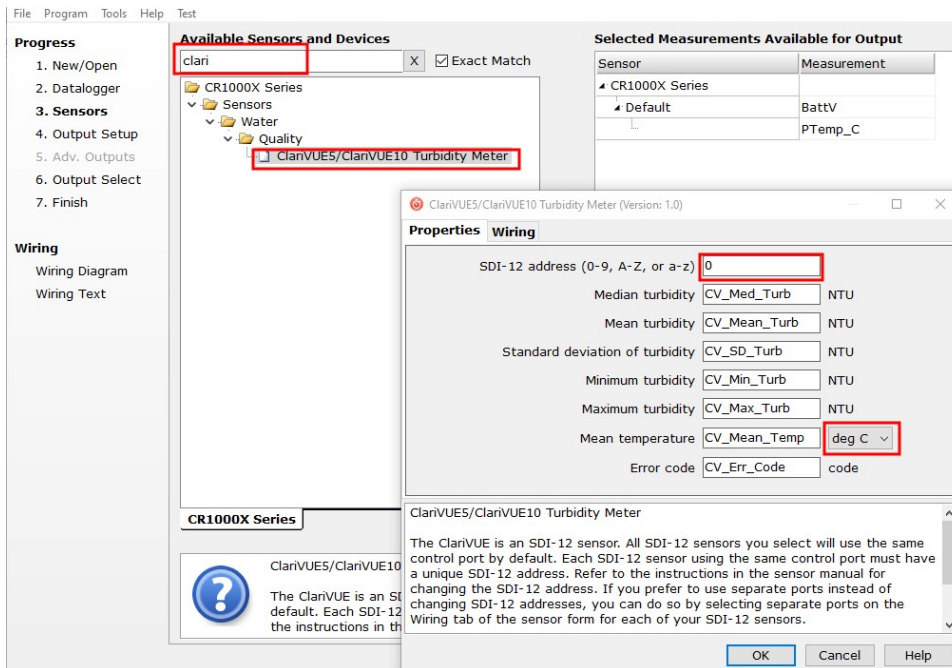 File Program Tools Help Test
Progress
1. New/Open
2. Datalogger
3. Sensors
4. Output Setup
5. Adv. Outputs
6. Output Select
7. Finish
Wiring
Wiring Diagram
Wiring Text
Available Sensors and Devices
clari X Exact Match
CR1000X Series
Sensors
Water
Quality
ClariVUE5/ClariVUE10 Turbidity Meter
CR1000X Series
ClariVUE5/ClariVUE10
The ClariVUE is an SD
default. Each SDI-12
the instructions in th
Selected Measurements Available for Output
Sensor Measurement
CR1000X Series
Default BattV
PTemp_C
ClariVUE5/ClariVUE10 Turbidity Meter (Version: 1.0)
Properties Wiring
SDI-12 address (0-9, A-Z, or a-z) 0
Median turbidity CV_Med_Turb NTU
Mean turbidity CV_Mean_Turb NTU
Standard deviation of turbidity CV_SD_Turb NTU
Minimum turbidity CV_Min_Turb NTU
Maximum turbidity CV_Max_Turb NTU
Mean temperature CV_Mean_Temp deg C
Error code CV_Err_Code code
ClariVUE5/ClariVUE10 Turbidity Meter
The ClariVUE is an SDI-12 sensor. All SDI-12 sensors you select will use the same
control port by default. Each SDI-12 sensor using the same control port must have
a unique SDI-12 address. Refer to the instructions in the sensor manual for
changing the SDI-12 address. If you prefer to use separate ports instead of
changing SDI-12 addresses, you can do so by selecting separate ports on the
Wiring tab of the sensor form for each of your SDI-12 sensors.
OK Cancel Help